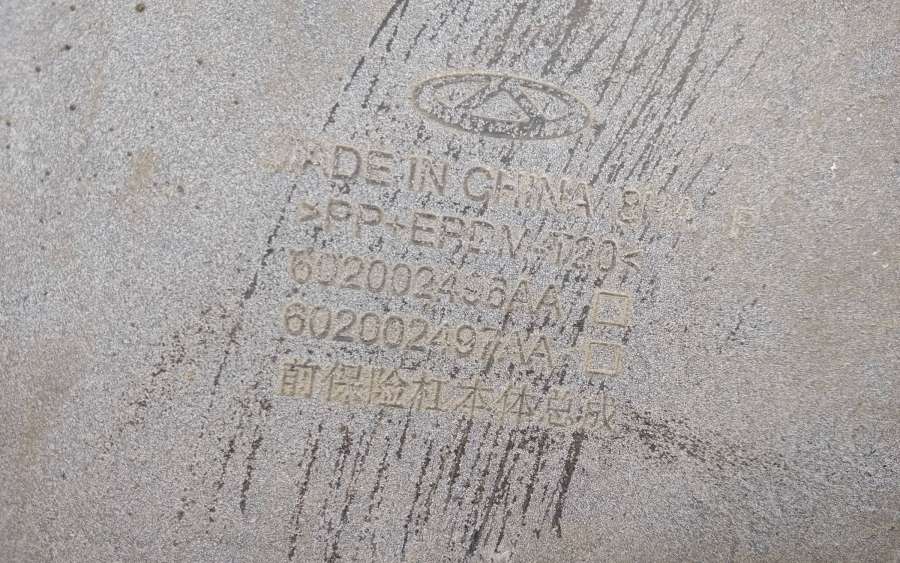 MADE IN CHINA
>PP+EPDM-T20<
602002496AA □
602002497AA □
前保险杠本体总成